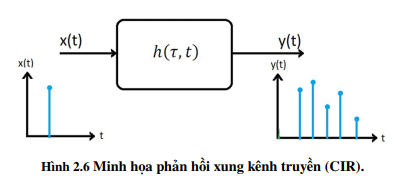 x(t)
h(τ, t)
y(t)
x(t)
t
y(t)
t
Hình 2.6 Minh họa phản hồi xung kênh truyền (CIR).